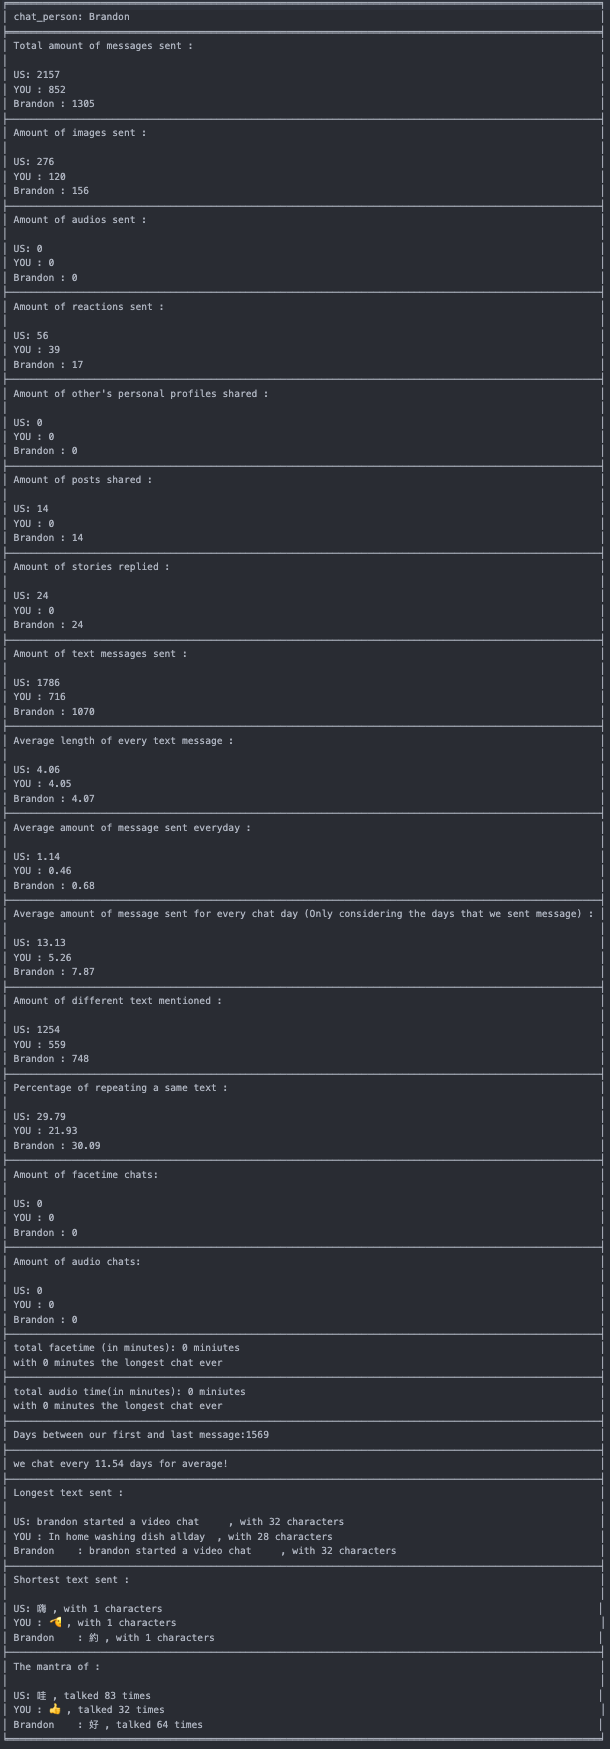 chat_person: Brandon
Total amount of messages sent :
US: 2157
YOU : 852
Brandon : 1305
Amount of images sent :
US: 276
YOU : 120
Brandon : 156
Amount of audios sent :
US: 0
YOU : 0
Brandon : 0
Amount of reactions sent :
US: 56
YOU : 39
Brandon : 17
Amount of other's personal profiles shared :
US: 0
YOU : 0
Brandon : 0
Amount of posts shared :
US: 14
YOU : 0
Brandon : 14
Amount of stories replied :
US: 24
YOU : 0
Brandon : 24
Amount of text messages sent :
US: 1786
YOU : 716
Brandon : 1070
Average length of every text message :
US: 4.06
YOU : 4.05
Brandon : 4.07
Average amount of message sent everyday :
US: 1.14
YOU : 0.46
Brandon : 0.68
Average amount of message sent for every chat day (Only considering the days that we sent message) :
US: 13.13
YOU : 5.26
Brandon : 7.87
Amount of different text mentioned :
US: 1254
YOU : 559
Brandon : 748
Percentage of repeating a same text :
US: 29.79
YOU : 21.93
Brandon : 30.09
Amount of facetime chats:
US: 0
YOU : 0
Brandon : 0
Amount of audio chats:
US: 0
YOU : 0
Brandon : 0
total facetime (in minutes): 0 miniutes
with 0 minutes the longest chat ever
total audio time(in minutes): 0 miniutes
with 0 minutes the longest chat ever
Days between our first and last message:1569
we chat every 11.54 days for average!
Longest text sent :
US: brandon started a video chat , with 32 characters
YOU : In home washing dish allday , with 28 characters
Brandon : brandon started a video chat , with 32 characters
Shortest text sent :
US: 嗨 , with 1 characters
YOU : 🫡 , with 1 characters
Brandon : 約 , with 1 characters
The mantra of :
US: 哇 , talked 83 times
YOU : 👍 , talked 32 times
Brandon : 好 , talked 64 times